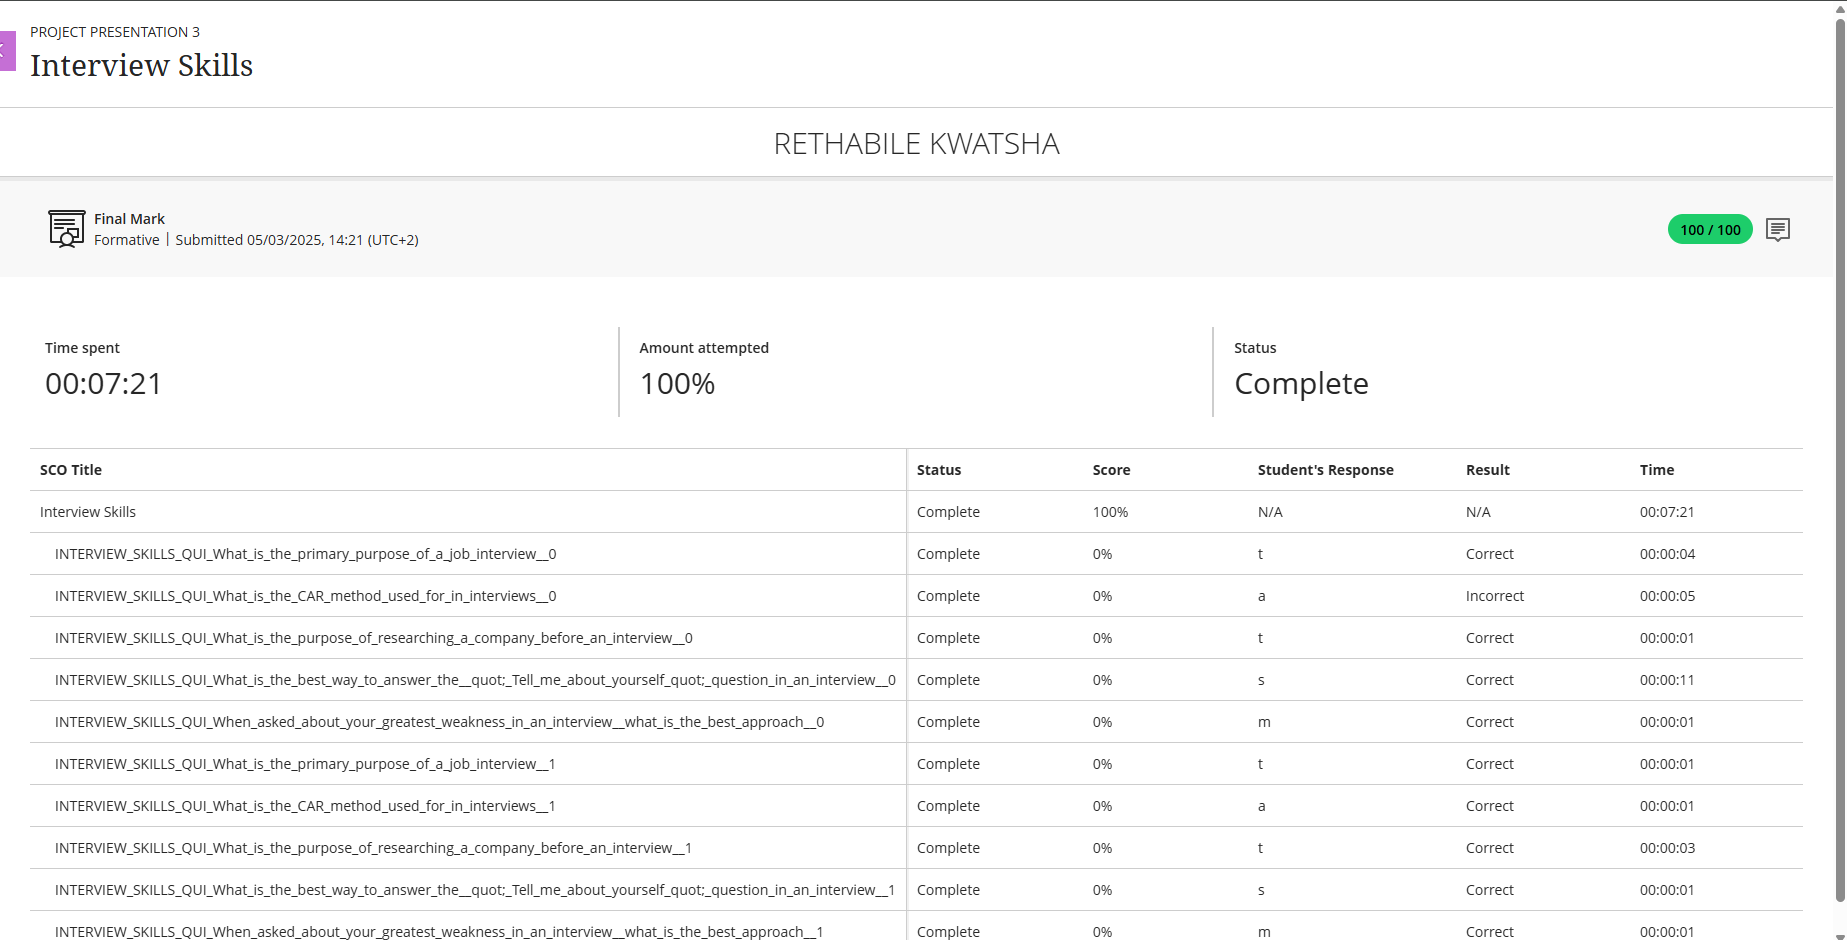 PROJECT PRESENTATION 3
Interview Skills
RETHABILE KWATSHA
Final Mark
Formative | Submitted 05/03/2025, 14:21 (UTC+2)
100 / 100
Time spent
00:07:21
Amount attempted
100%
Status
Complete
SCO Title Status Score Student's Response Result Time
Interview Skills Complete 100% N/A N/A 00:07:21
INTERVIEW_SKILLS_QUI_What_is_the_primary_purpose_of_a_job_interview__0 Complete 0% t Correct 00:00:04
INTERVIEW_SKILLS_QUI_What_is_the_CAR_method_used_for_in_interviews__0 Complete 0% a Incorrect 00:00:05
INTERVIEW_SKILLS_QUI_What_is_the_purpose_of_researching_a_company_before_an_interview__0 Complete 0% t Correct 00:00:01
INTERVIEW_SKILLS_QUI_What_is_the_best_way_to_answer_the__quot;_Tell_me_about_yourself_quot;_question_in_an_interview__0 Complete 0% s Correct 00:00:11
INTERVIEW_SKILLS_QUI_When_asked_about_your_greatest_weakness_in_an_interview__what_is_the_best_approach__0 Complete 0% m Correct 00:00:01
INTERVIEW_SKILLS_QUI_What_is_the_primary_purpose_of_a_job_interview__1 Complete 0% t Correct 00:00:01
INTERVIEW_SKILLS_QUI_What_is_the_CAR_method_used_for_in_interviews__1 Complete 0% a Correct 00:00:01
INTERVIEW_SKILLS_QUI_What_is_the_purpose_of_researching_a_company_before_an_interview__1 Complete 0% t Correct 00:00:03
INTERVIEW_SKILLS_QUI_What_is_the_best_way_to_answer_the__quot;_Tell_me_about_yourself_quot;_question_in_an_interview__1 Complete 0% s Correct 00:00:01
INTERVIEW_SKILLS_QUI_When_asked_about_your_greatest_weakness_in_an_interview__what_is_the_best_approach__1 Complete 0% m Correct 00:00:01